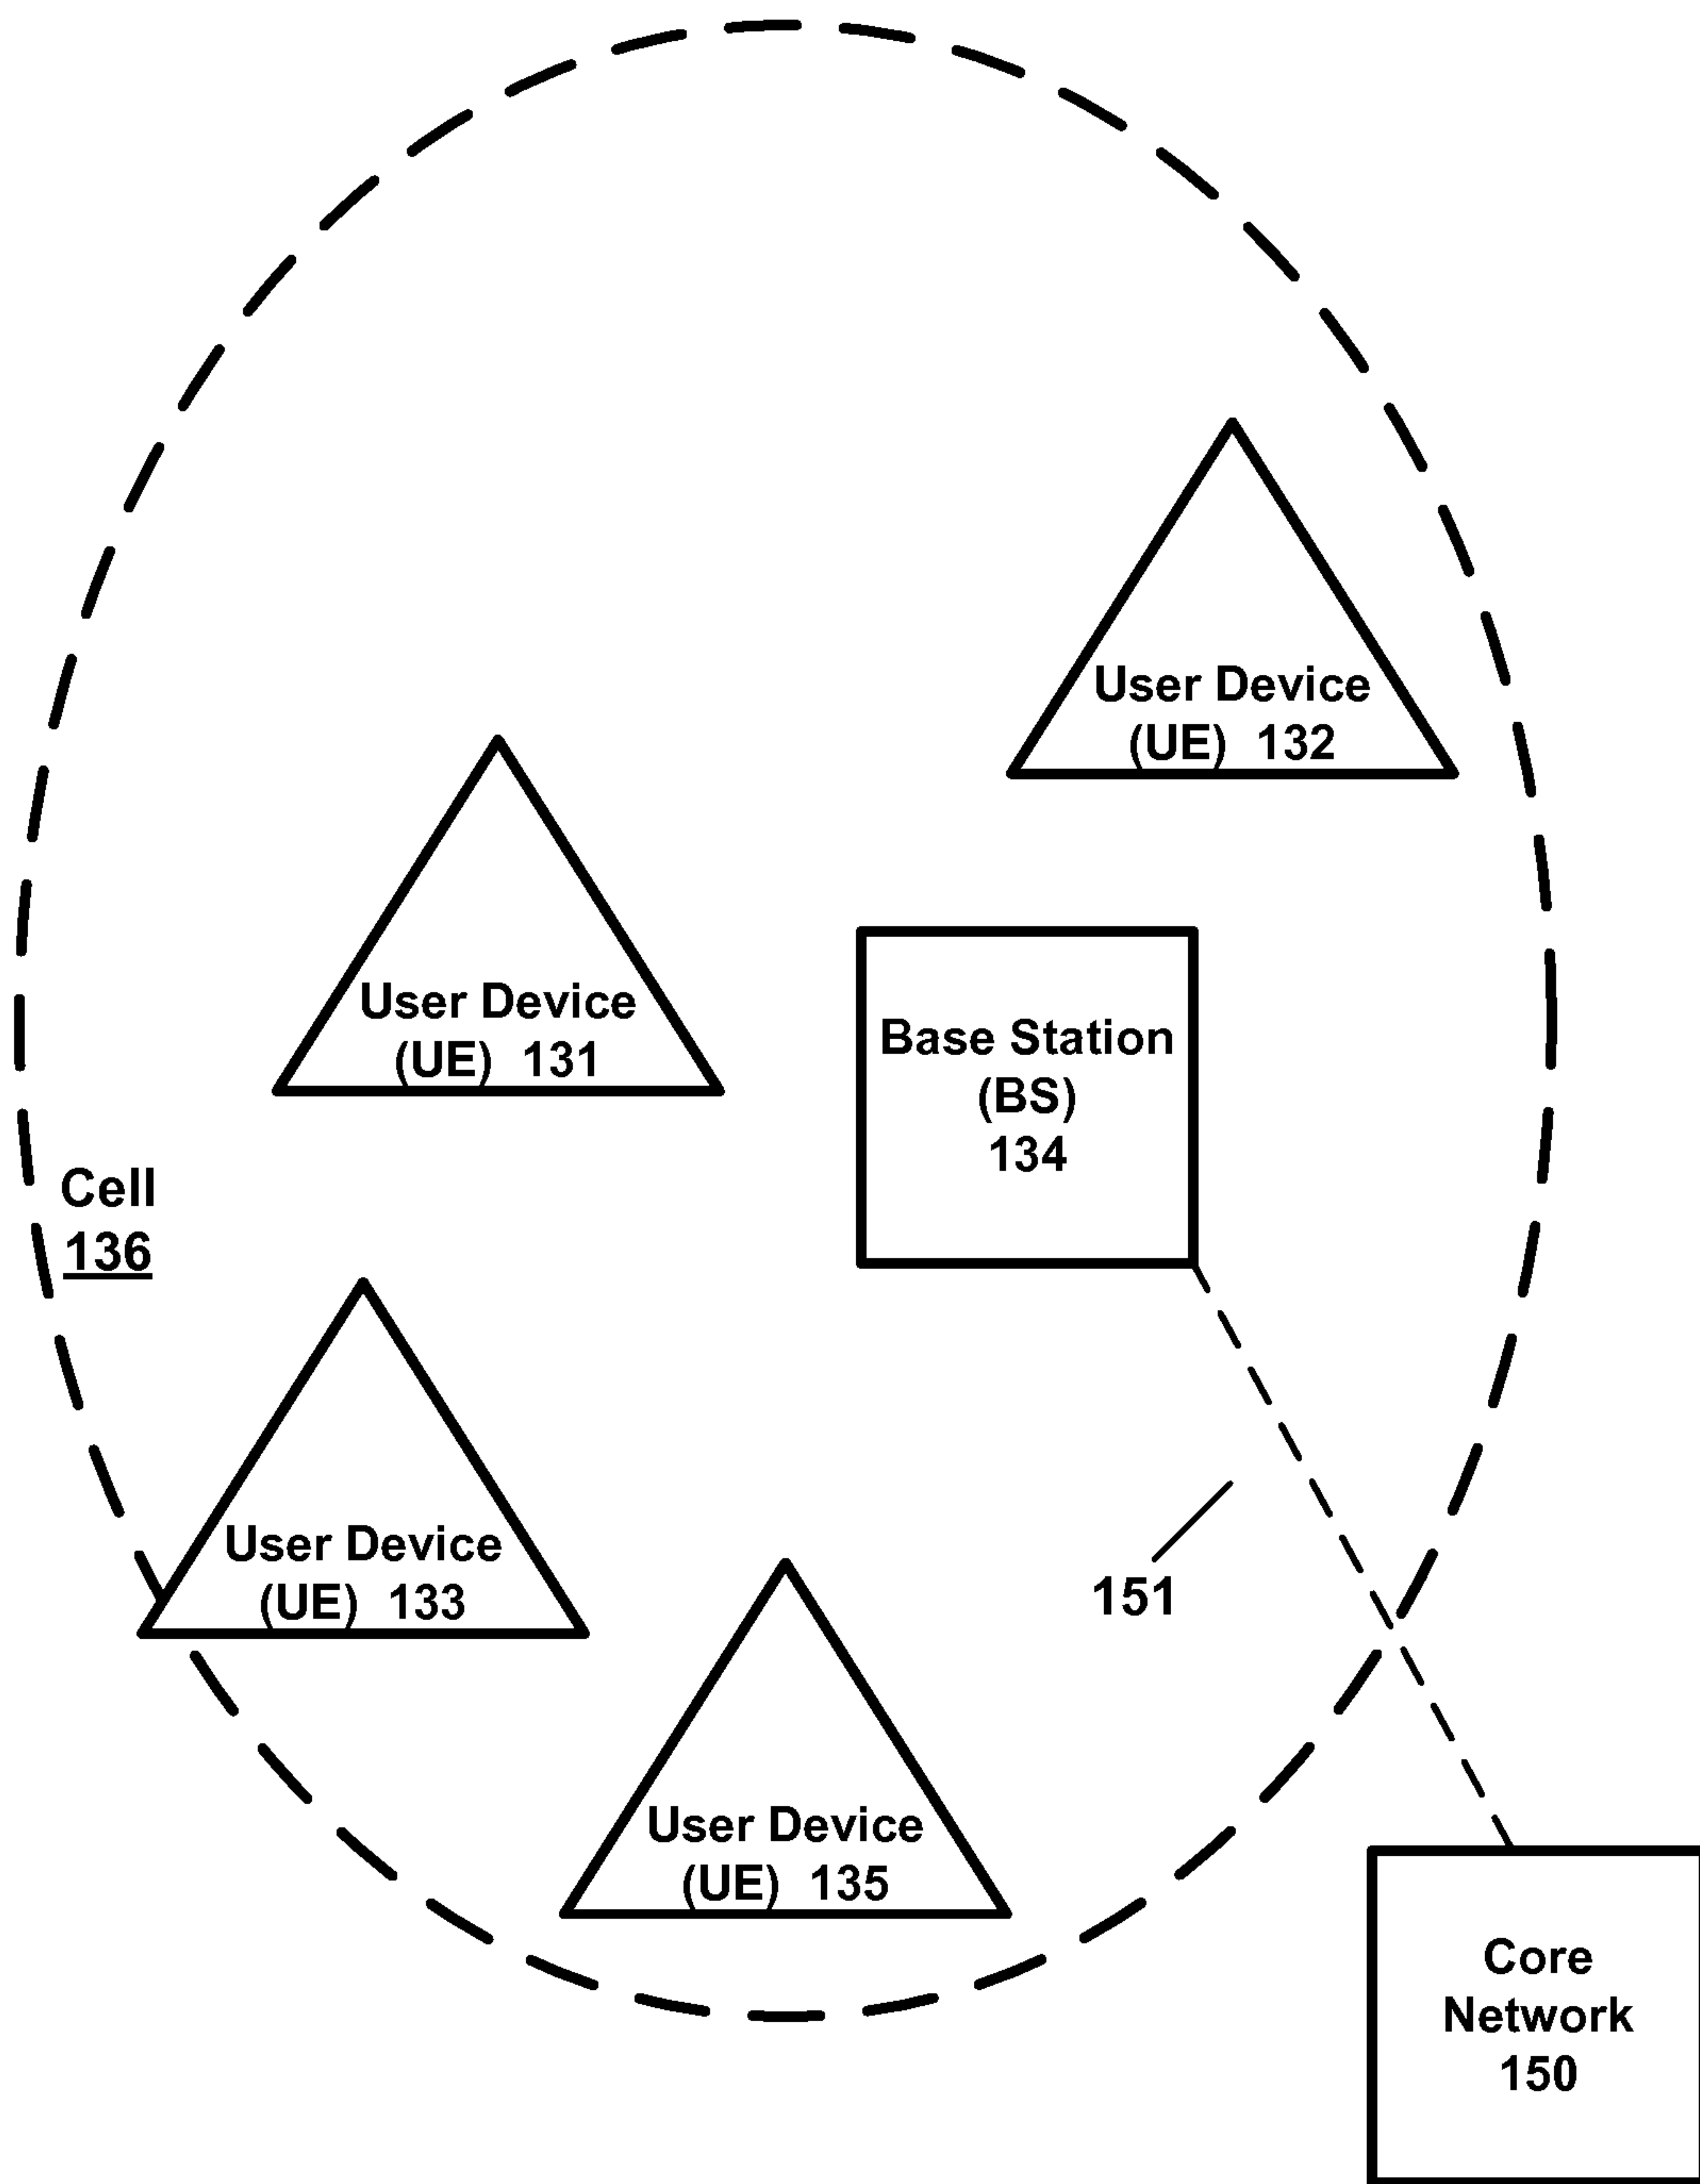 User Device
(UE) 132
User Device
(UE) 131
Base Station
(BS)
134
Cell
136
User Device
(UE) 133
151
User Device
(UE) 135
Core
Network
150